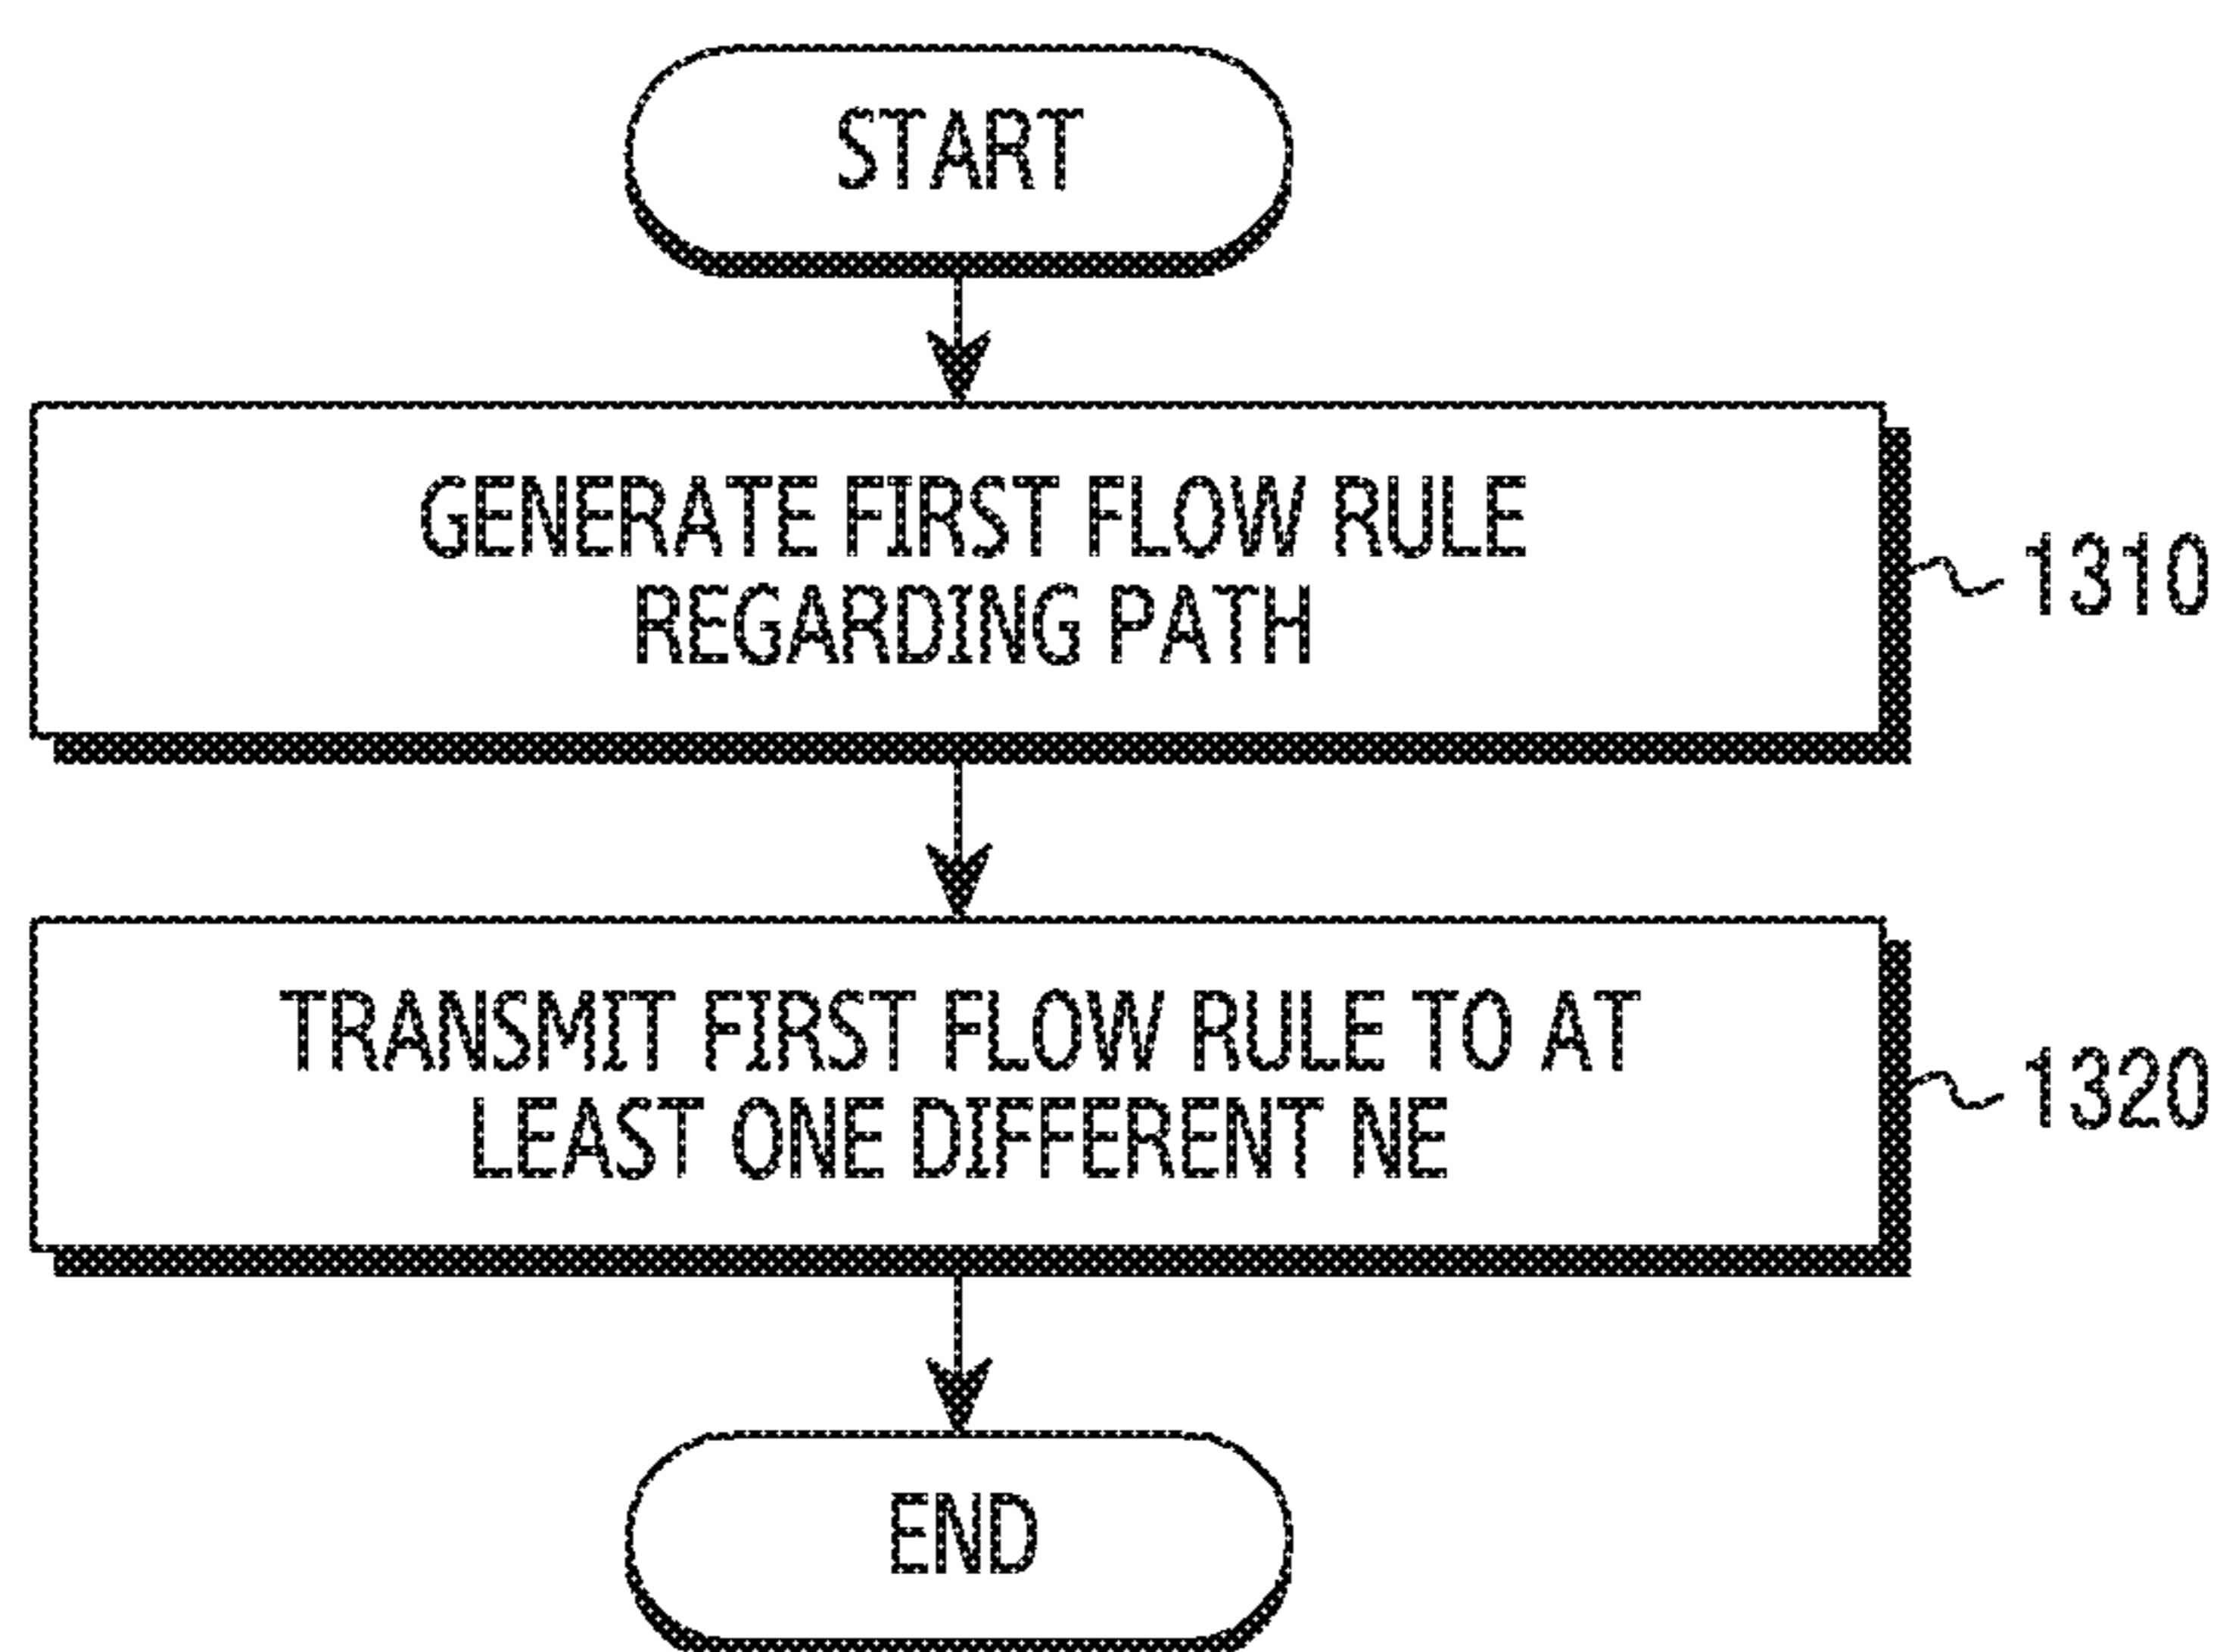 START
GENERATE FIRST FLOW RULE
REGARDING PATH
1310
TRANSMIT FIRST FLOW RULE TO AT
LEAST ONE DIFFERENT NE
1320
END